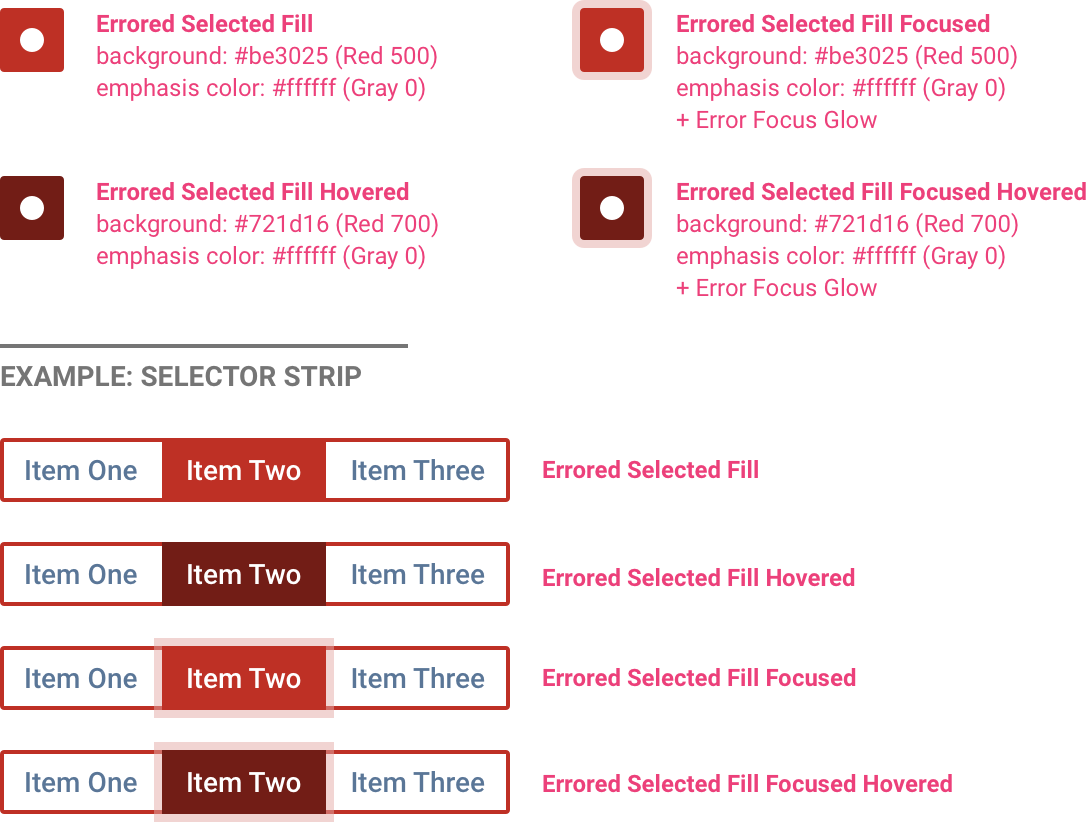 Errored Selected Fill
background: #be3025 (Red 500)
emphasis color: #ffffff (Gray 0)
Errored Selected Fill Focused
background: #be3025 (Red 500)
emphasis color: #ffffff (Gray 0)
+ Error Focus Glow
Errored Selected Fill Hovered
background: #721d16 (Red 700)
emphasis color: #ffffff (Gray 0)
Errored Selected Fill Focused Hovered
background: #721d16 (Red 700)
emphasis color: #ffffff (Gray 0)
+ Error Focus Glow
EXAMPLE: SELECTOR STRIP
Item One Item Two Item Three Errored Selected Fill
Item One Item Two Item Three Errored Selected Fill Hovered
Item One Item Two Item Three Errored Selected Fill Focused
Item One Item Two Item Three Errored Selected Fill Focused Hovered